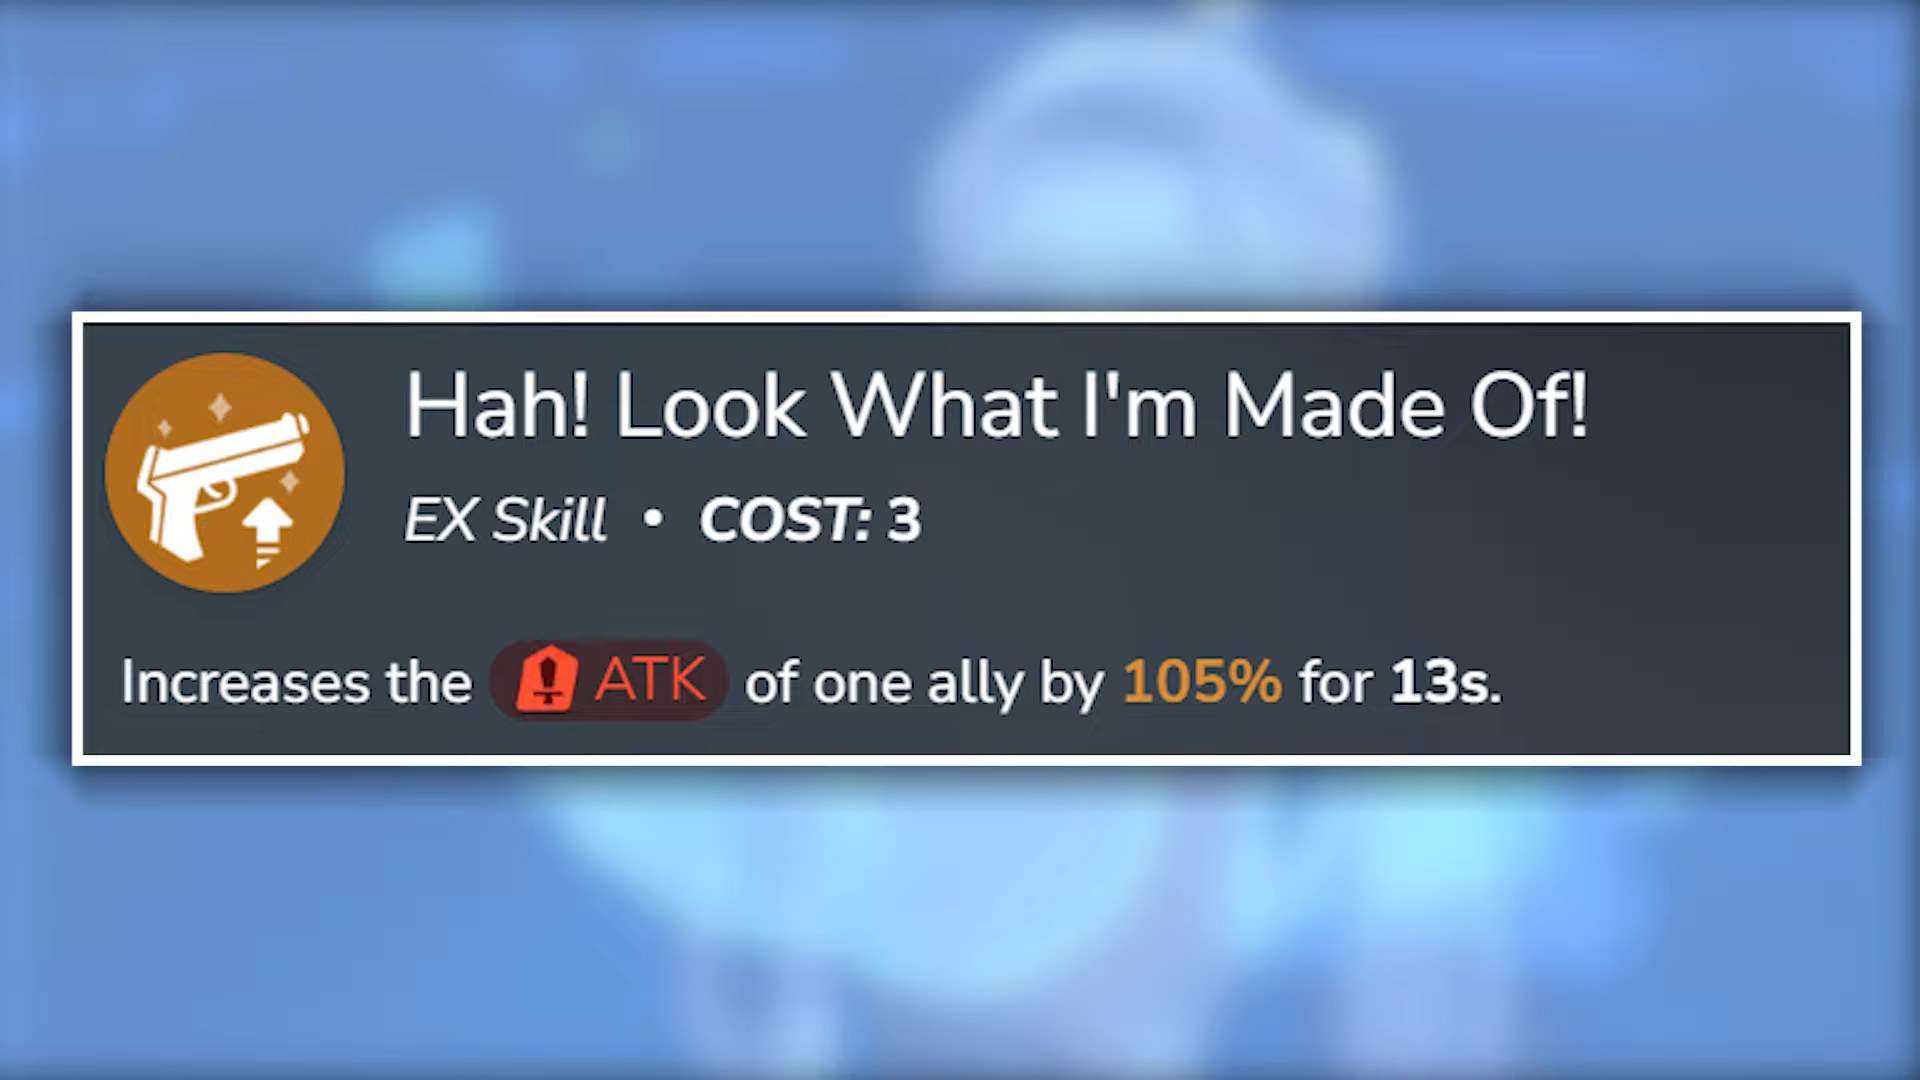 Hah! Look What I'm Made Of!
EX Skill • COST: 3
Increases the ATK of one ally by 105% for 13s.